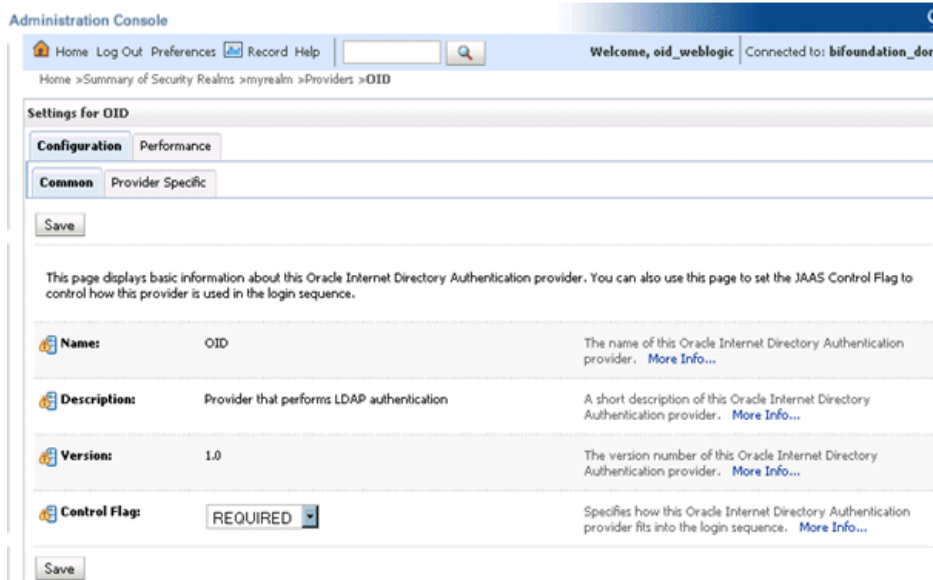 Administration Console
Home Log Out Preferences Record Help
Welcome, oid_weblogic Connected to:
Home >Summary of Security Realms >myrealm >Providers >OID
Settings for OID
Configuration Performance
Common Provider Specific
Save
This page displays basic information about this Oracle Internet Directory Authentication provider. You can also use this page to set the JAAS Control Flag to
control how this provider is used in the login sequence.
Name: OID The name of this Oracle Internet Directory Authentication
provider. More Info...
Description: Provider that performs LDAP authentication A short description of this Oracle Internet Directory
Authentication provider. More Info...
Version: 1.0 The version number of this Oracle Internet Directory
Authentication provider. More Info...
Control Flag: REQUIRED Specifies how this Oracle Internet Directory Authentication
provider fits into the login sequence. More Info...
Save